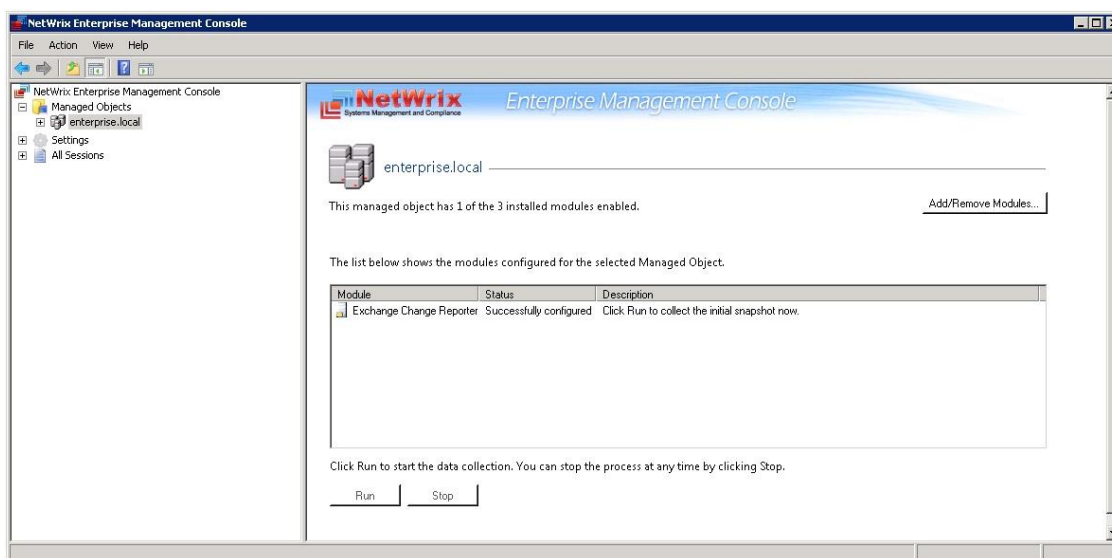 NetWrix Enterprise Management Console
File Action View Help
NetWrix Enterprise Management Console
Managed Objects
enterprise.local
Settings
All Sessions
NetWrix Enterprise Management Console
Systems Management and Compliance
enterprise.local
This managed object has 1 of the 3 installed modules enabled. Add/Remove Modules...
The list below shows the modules configured for the selected Managed Object.
Module Status Description
Exchange Change Reporter Successfully configured Click Run to collect the initial snapshot now.
Click Run to start the data collection. You can stop the process at any time by clicking Stop.
Run Stop